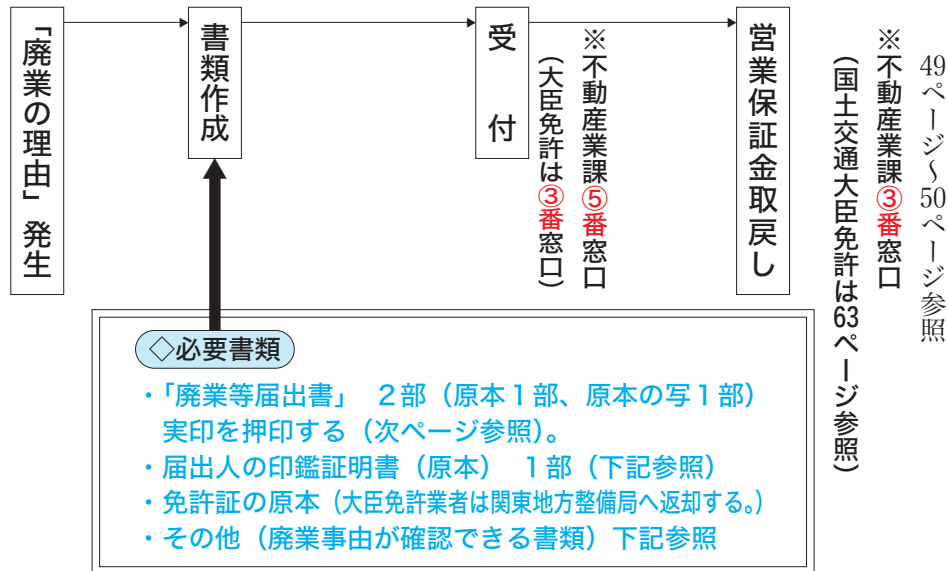 「廃業の理由」発生
書類作成
受　付
※不動産業課⑤番窓口
（大臣免許は③番窓口）
営業保証金取戻し
49ページ～50ページ参照
※不動産業課③番窓口
（国土交通大臣免許は63ページ参照）
◇必要書類
・「廃業等届出書」　２部（原本１部、原本の写１部）
実印を押印する（次ページ参照）。
・届出人の印鑑証明書（原本）　１部（下記参照）
・免許証の原本（大臣免許業者は関東地方整備局へ返却する。）
・その他（廃業事由が確認できる書類）下記参照